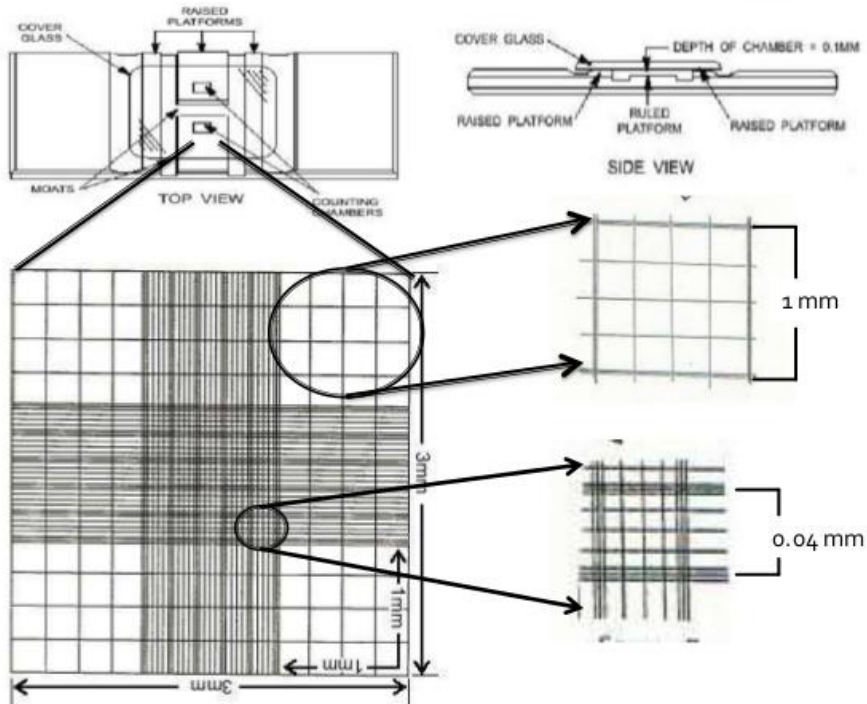 COVER
GLASS
RAISED
PLATFORMS
MOATS
TOP VIEW
COUNTING
CHAMBERS
COVER GLASS
DEPTH OF CHAMBER = 0.1MM
RAISED PLATFORM
RULED
PLATFORM
RAISED PLATFORM
SIDE VIEW
1 mm
3mm
1mm
1mm
3mm
0.04 mm